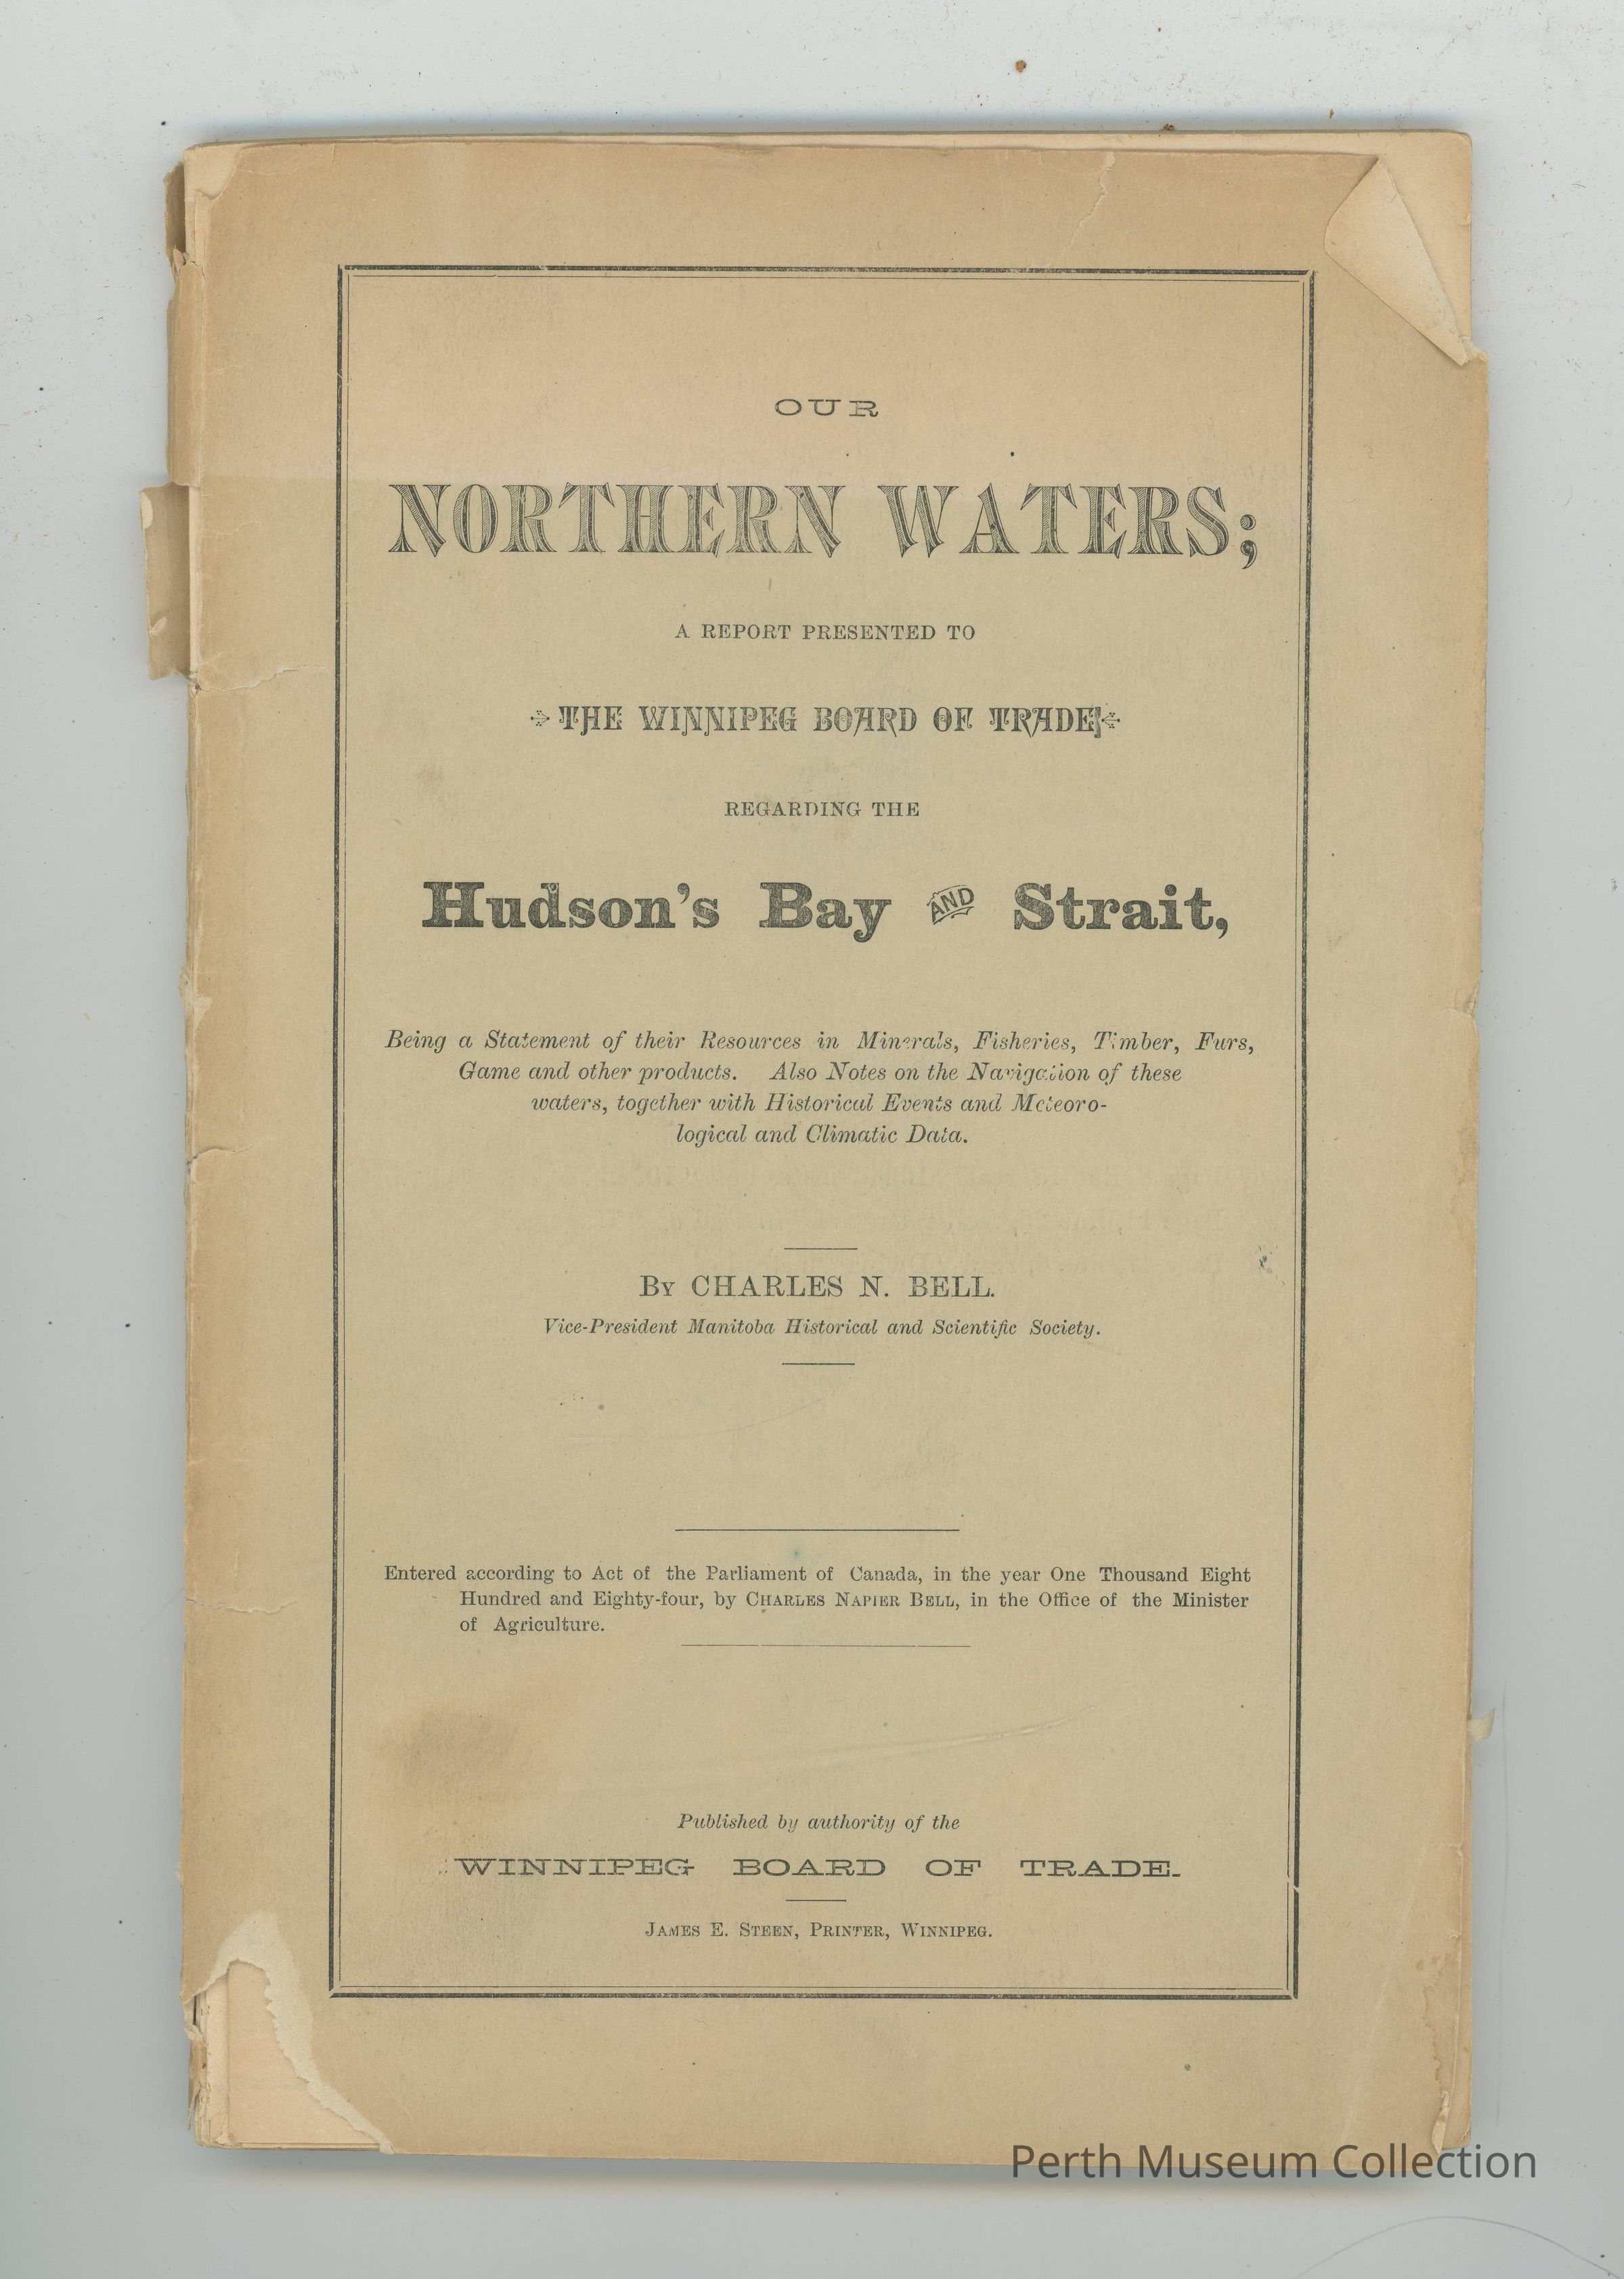 OUR
NORTHERN WATERS;
A REPORT PRESENTED TO
THE WINNIPEG BOARD OF TRADE
REGARDING THE
Hudson's Bay AND Strait,
Being a Statement of their Resources in Minerals, Fisheries, Timber, Furs,
Game and other products. Also Notes on the Navigation of these
waters, together with Historical Events and Meteoro-
logical and Climatic Data.
By CHARLES N. BELL.
Vice-President Manitoba Historical and Scientific Society.
Entered according to Act of the Parliament of Canada, in the year One Thousand Eight
Hundred and Eighty-four, by CHARLES NAPIER BELL, in the Office of the Minister
of Agriculture.
Published by authority of the
WINNIPEG BOARD OF TRADE.
JAMES E. STEEN, PRINTER, WINNIPEG.
Perth Museum Collection